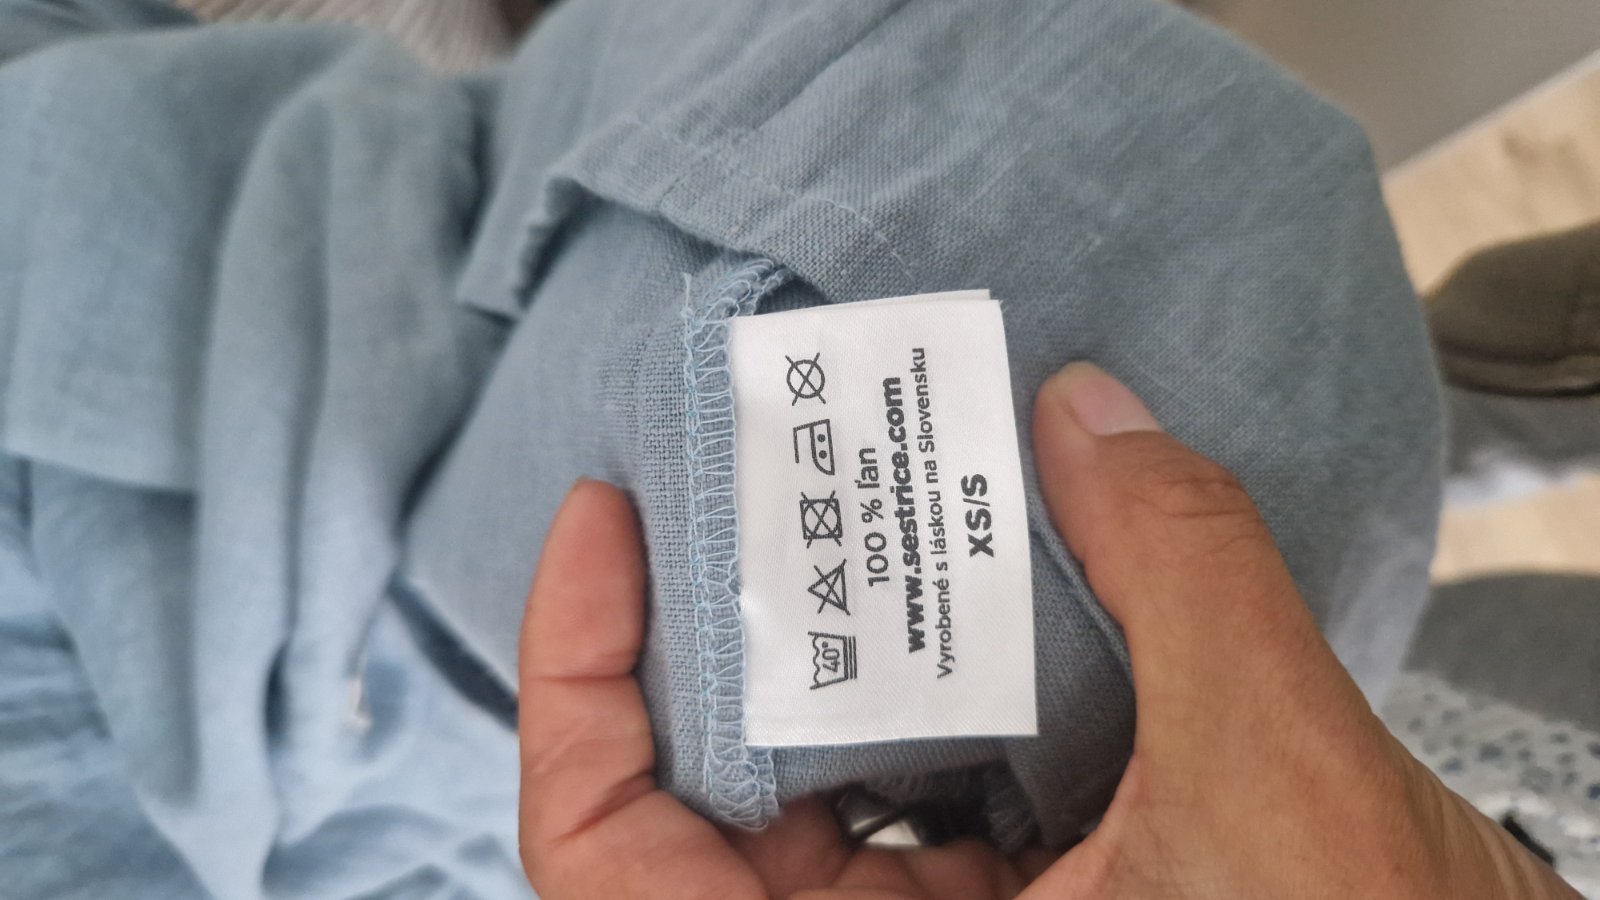 40°
100 % ľan
www.sestrice.com
Vyrobené s láskou na Slovensku
XS/S